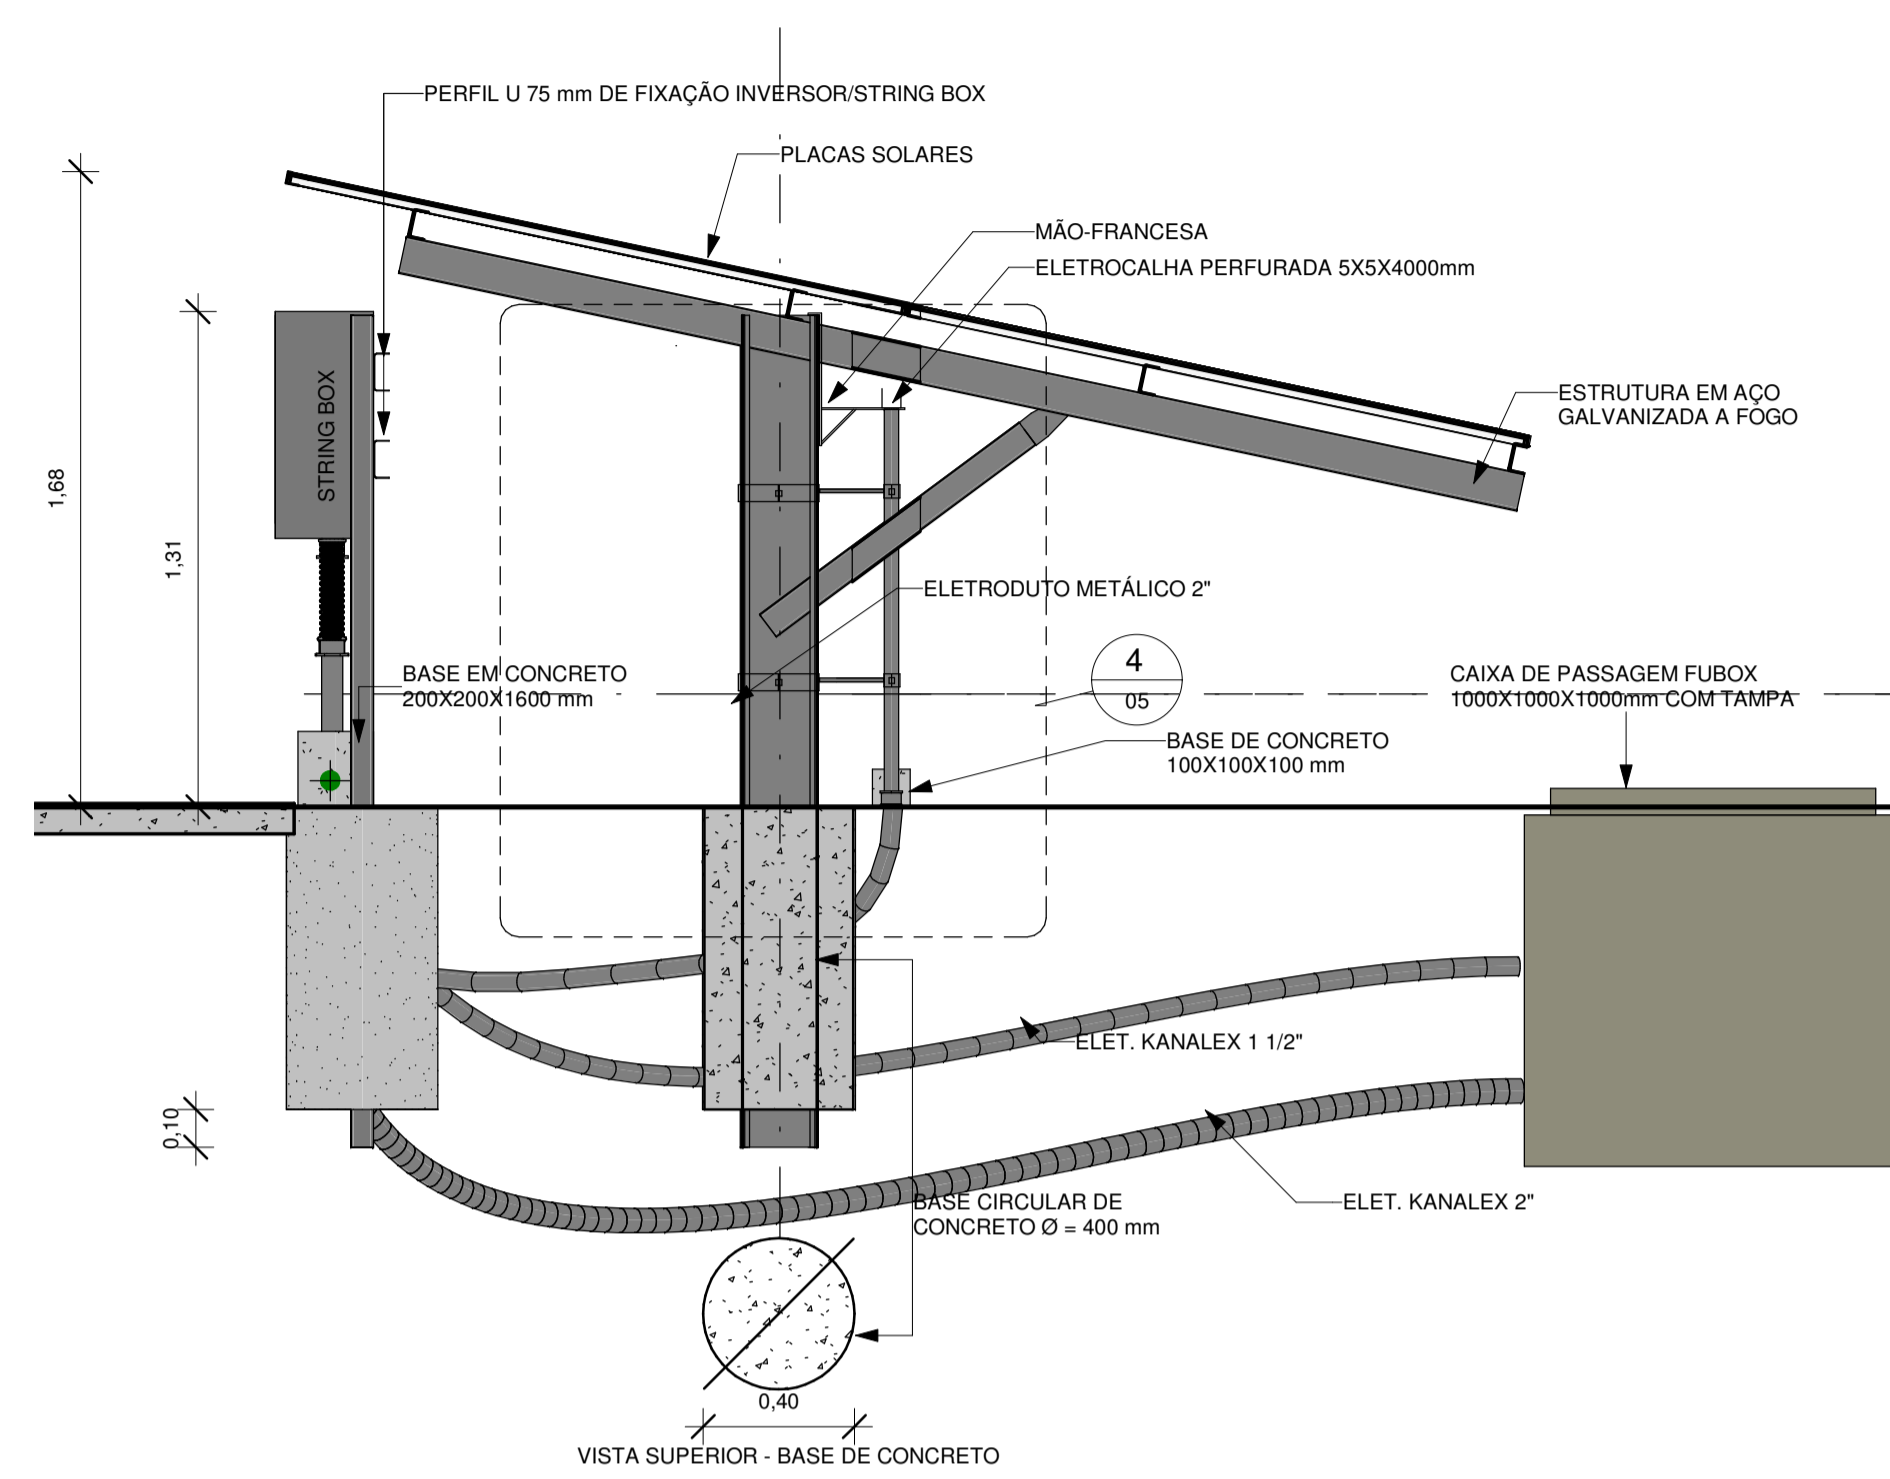 PERFIL U 75 mm DE FIXAÇÃO INVERSOR/STRING BOX
PLACAS SOLARES
MÃO-FRANCESA
ELETROCALHA PERFURADA 5X5X4000mm
ESTRUTURA EM AÇO
GALVANIZADA A FOGO
STRING BOX
1,68
1,31
ELETRODUTO METÁLICO 2"
BASE EM CONCRETO
200X200X1600 mm
4
05
CAIXA DE PASSAGEM FUBOX
1000X1000X1000mm COM TAMPA
BASE DE CONCRETO
100X100X100 mm
ELET. KANALEX 1 1/2"
0,10
BASE CIRCULAR DE
CONCRETO Ø = 400 mm
ELET. KANALEX 2"
0,40
VISTA SUPERIOR - BASE DE CONCRETO